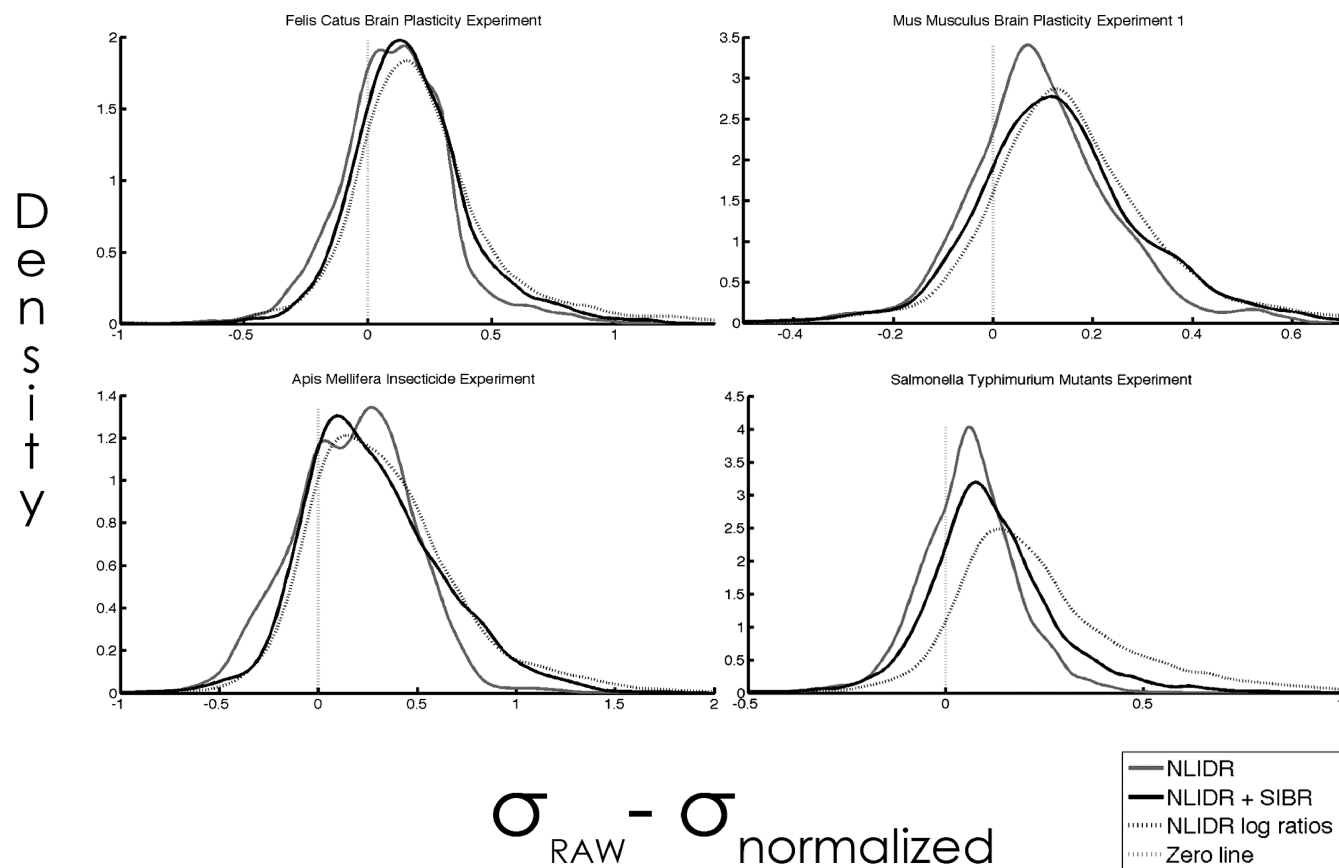 Felis Catus Brain Plasticity Experiment
2
1.5
1
0.5
0
-1 -0.5 0 0.5 1
Mus Musculus Brain Plasticity Experiment 1
3.5
3
2.5
2
1.5
1
0.5
0
-0.4 -0.2 0 0.2 0.4 0.6
Density
Apis Mellifera Insecticide Experiment
1.4
1.2
1
0.8
0.6
0.4
0.2
0
-1 -0.5 0 0.5 1 1.5 2
Salmonella Typhimurium Mutants Experiment
4.5
4
3.5
3
2.5
2
1.5
1
0.5
0
-0.5 0 0.5 1
σRAW - σnormalized
NLIDR
NLIDR + SIBR
NLIDR log ratios
Zero line